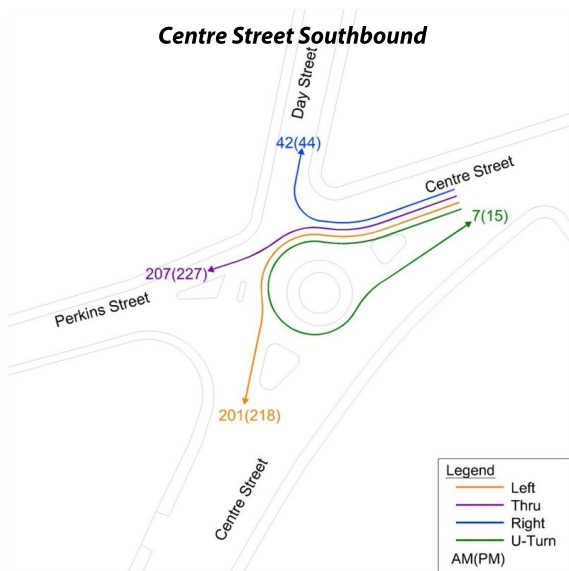 Centre Street Southbound
Day Street
42(44)
Centre Street
7(15)
207(227)
Perkins Street
201(218)
Centre Street
Legend
Left
Thru
Right
U-Turn
AM(PM)